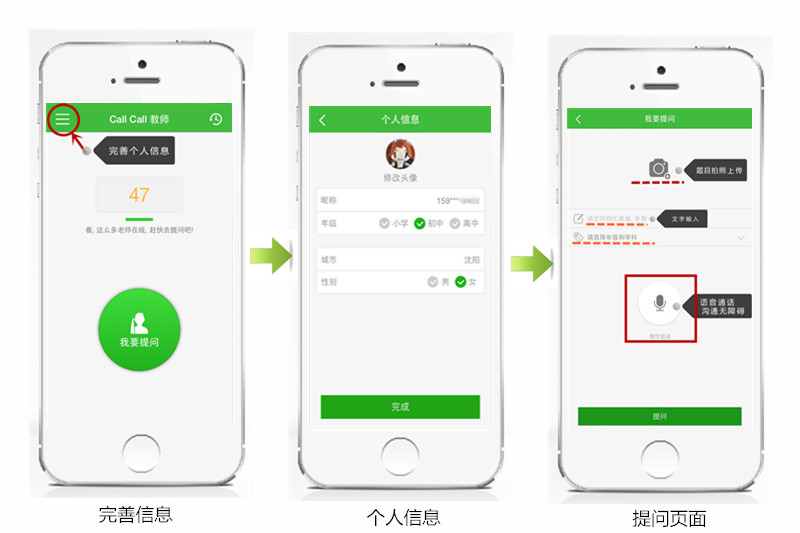 Call Call 教师
完善个人信息
47
看, 这么多老师在线, 赶快去提问吧!
我要提问
完善信息
个人信息
修改头像
昵称 159****
年级 小学 初中 高中
城市 沈阳
性别 男 女
完成
个人信息
我要提问
题目拍照上传
文字输入
请选择年级和学科
语音通话
沟通无障碍
提问
提问页面